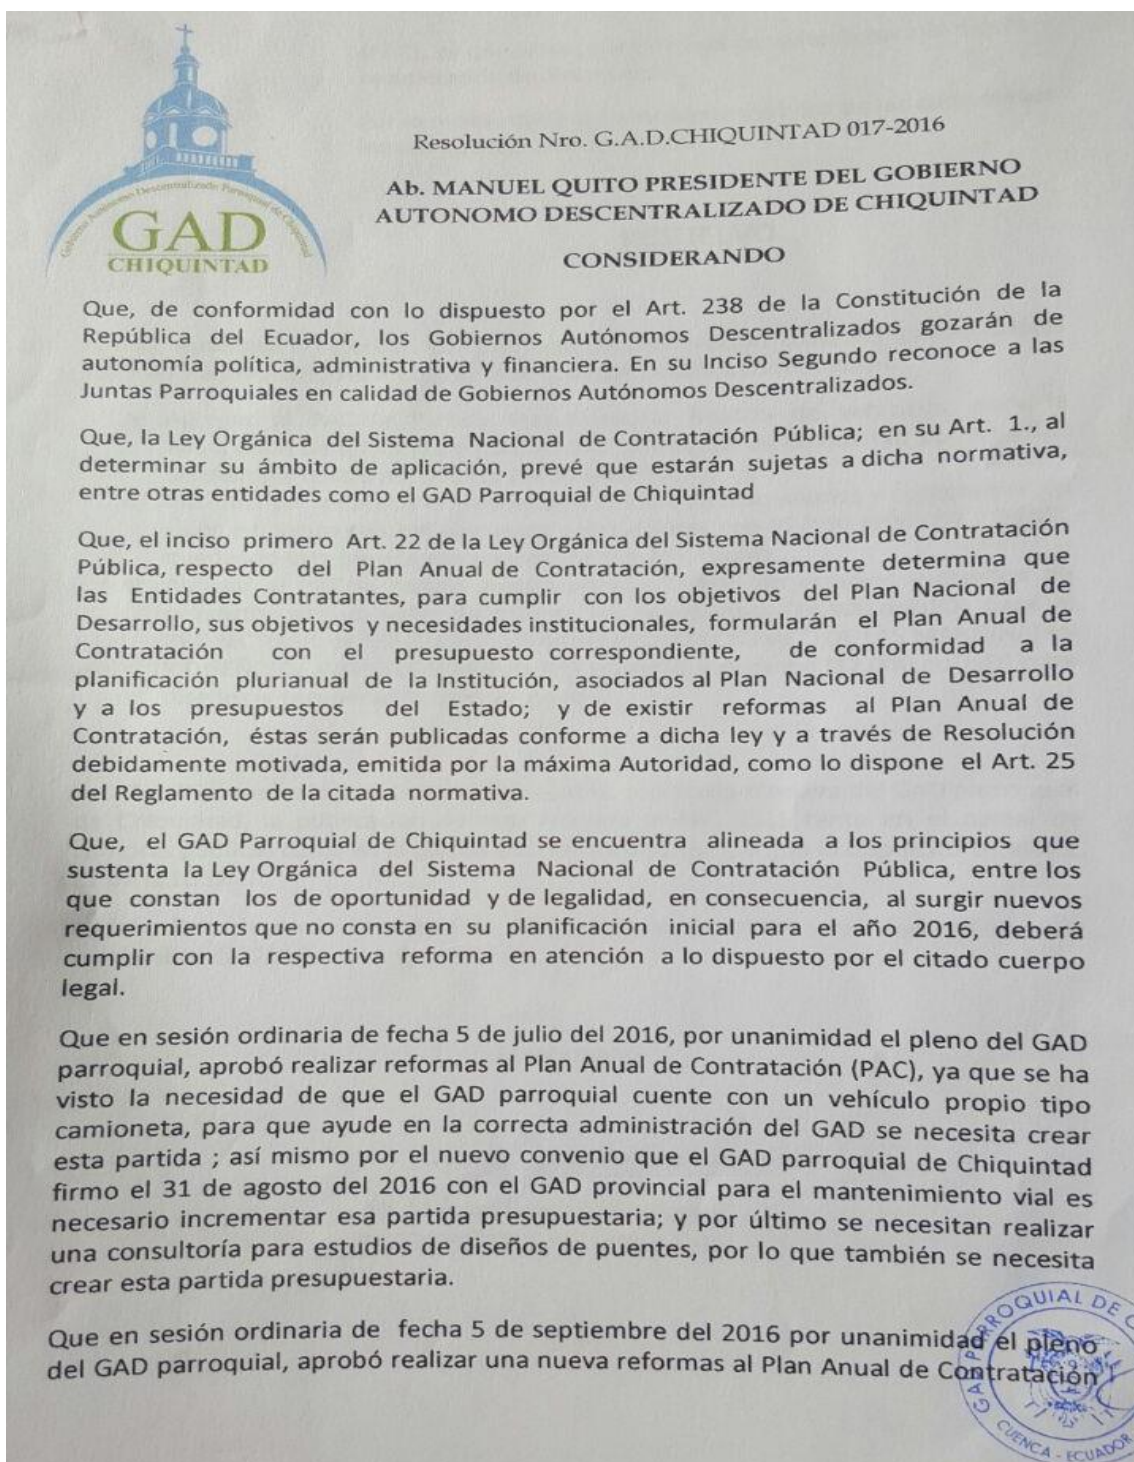 Gobierno Autónomo Descentralizado Parroquial de Chiquintad
GAD
CHIQUINTAD
Resolución Nro. G.A.D.CHIQUINTAD 017-2016
Ab. MANUEL QUITO PRESIDENTE DEL GOBIERNO
AUTONOMO DESCENTRALIZADO DE CHIQUINTAD
CONSIDERANDO
Que, de conformidad con lo dispuesto por el Art. 238 de la Constitución de la
República del Ecuador, los Gobiernos Autónomos Descentralizados gozarán de
autonomía política, administrativa y financiera. En su Inciso Segundo reconoce a las
Juntas Parroquiales en calidad de Gobiernos Autónomos Descentralizados.
Que, la Ley Orgánica del Sistema Nacional de Contratación Pública; en su Art. 1., al
determinar su ámbito de aplicación, prevé que estarán sujetas a dicha normativa,
entre otras entidades como el GAD Parroquial de Chiquintad
Que, el inciso primero Art. 22 de la Ley Orgánica del Sistema Nacional de Contratación
Pública, respecto del Plan Anual de Contratación, expresamente determina que
las Entidades Contratantes, para cumplir con los objetivos del Plan Nacional de
Desarrollo, sus objetivos y necesidades institucionales, formularán el Plan Anual de
Contratación con el presupuesto correspondiente, de conformidad a la
planificación plurianual de la Institución, asociados al Plan Nacional de Desarrollo
y a los presupuestos del Estado; y de existir reformas al Plan Anual de
Contratación, éstas serán publicadas conforme a dicha ley y a través de Resolución
debidamente motivada, emitida por la máxima Autoridad, como lo dispone el Art. 25
del Reglamento de la citada normativa.
Que, el GAD Parroquial de Chiquintad se encuentra alineada a los principios que
sustenta la Ley Orgánica del Sistema Nacional de Contratación Pública, entre los
que constan los de oportunidad y de legalidad, en consecuencia, al surgir nuevos
requerimientos que no consta en su planificación inicial para el año 2016, deberá
cumplir con la respectiva reforma en atención a lo dispuesto por el citado cuerpo
legal.
Que en sesión ordinaria de fecha 5 de julio del 2016, por unanimidad el pleno del GAD
parroquial, aprobó realizar reformas al Plan Anual de Contratación (PAC), ya que se ha
visto la necesidad de que el GAD parroquial cuente con un vehículo propio tipo
camioneta, para que ayude en la correcta administración del GAD se necesita crear
esta partida ; así mismo por el nuevo convenio que el GAD parroquial de Chiquintad
firmo el 31 de agosto del 2016 con el GAD provincial para el mantenimiento vial es
necesario incrementar esa partida presupuestaria; y por último se necesitan realizar
una consultoría para estudios de diseños de puentes, por lo que también se necesita
crear esta partida presupuestaria.
Que en sesión ordinaria de fecha 5 de septiembre del 2016 por unanimidad el pleno
del GAD parroquial, aprobó realizar una nueva reformas al Plan Anual de Contratación
GAD PARROQUIAL DE
CUENCA - ECUADOR